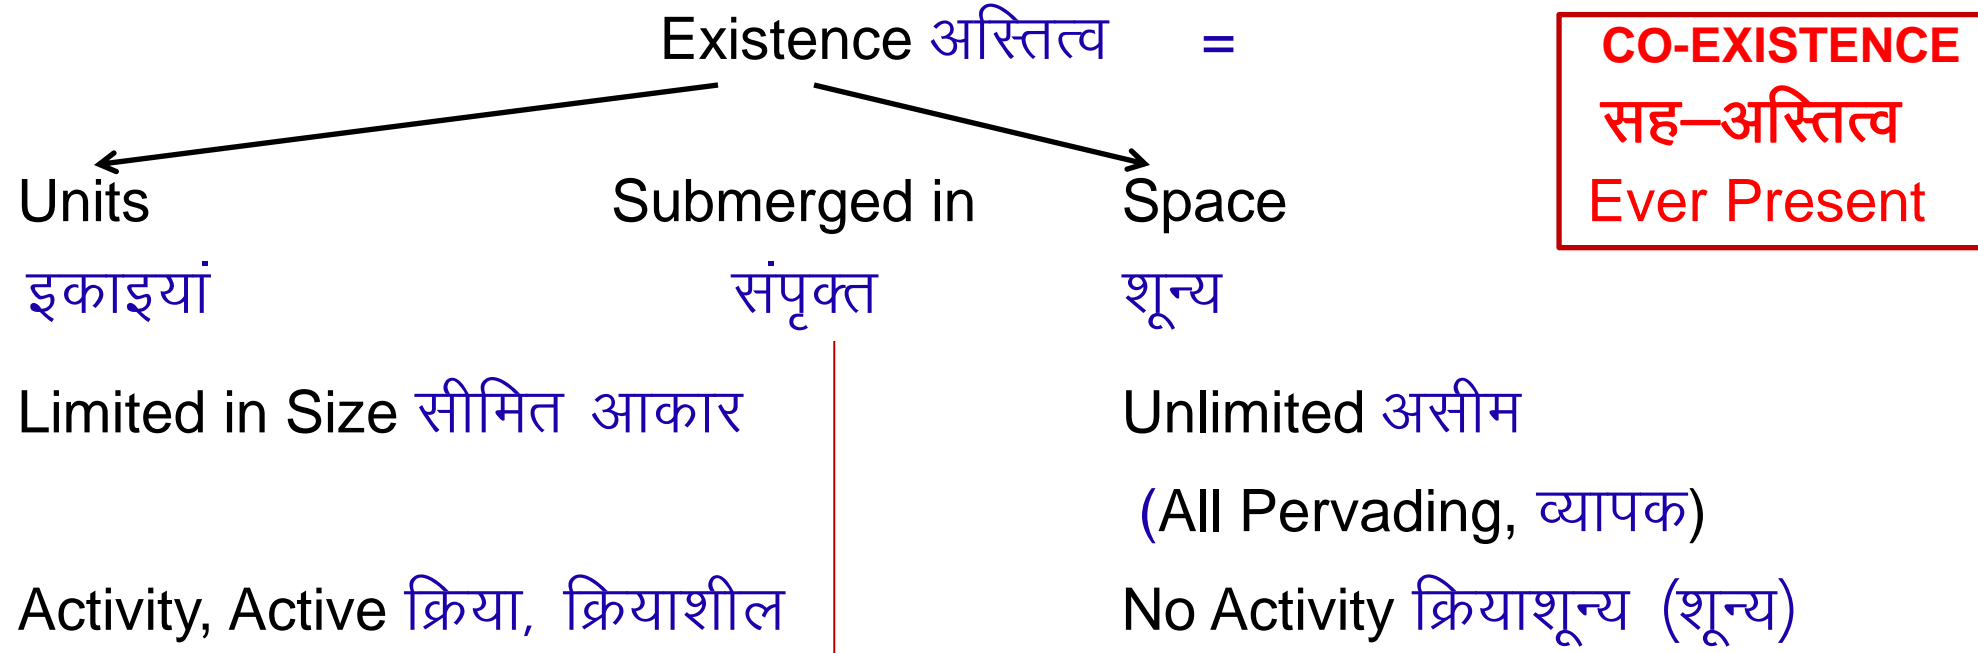 Existence अस्तित्व =
CO-EXISTENCE
सह–अस्तित्व
Ever Present
Units Submerged in Space
इकाइयां संपृक्त शून्य
Limited in Size सीमित आकार Unlimited असीम
(All Pervading, व्यापक)
Activity, Active क्रिया, क्रियाशील No Activity क्रियाशून्य (शून्य)